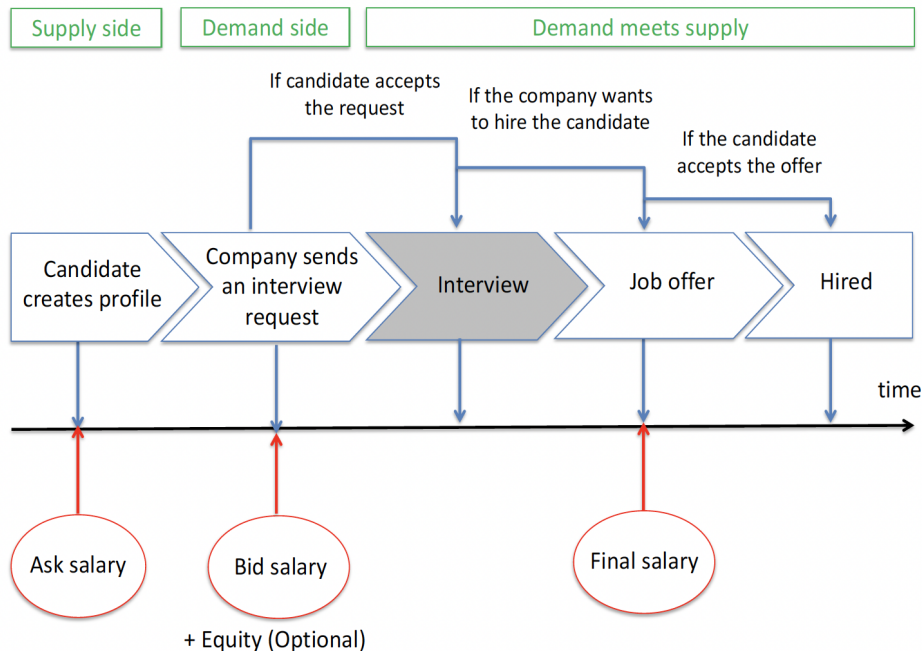 Supply side
Demand side
Demand meets supply
If candidate accepts
the request
If the company wants
to hire the candidate
If the candidate
accepts the offer
Candidate
creates profile
Company sends
an interview
request
Interview
Job offer
Hired
time
Ask salary
Bid salary
Final salary
+ Equity (Optional)